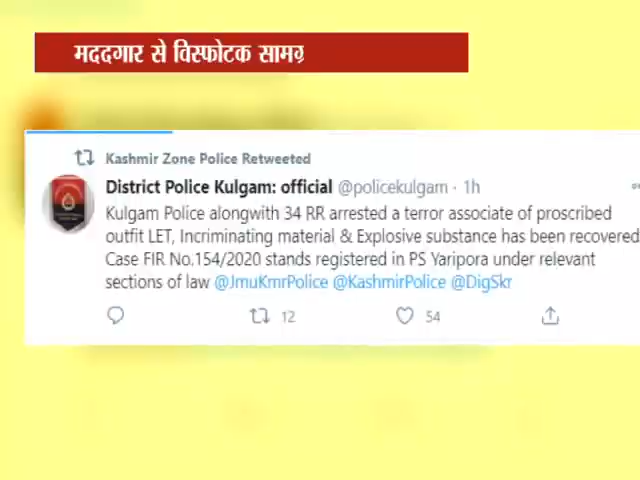 मददगार से विस्फोटक सामग्र
Kashmir Zone Police Retweeted
District Police Kulgam: official @policekulgam · 1h
Kulgam Police alongwith 34 RR arrested a terror associate of proscribed
outfit LET, Incriminating material & Explosive substance has been recovered
Case FIR No.154/2020 stands registered in PS Yaripora under relevant
sections of law @JmuKmrPolice @KashmirPolice @DigSkr
12 54